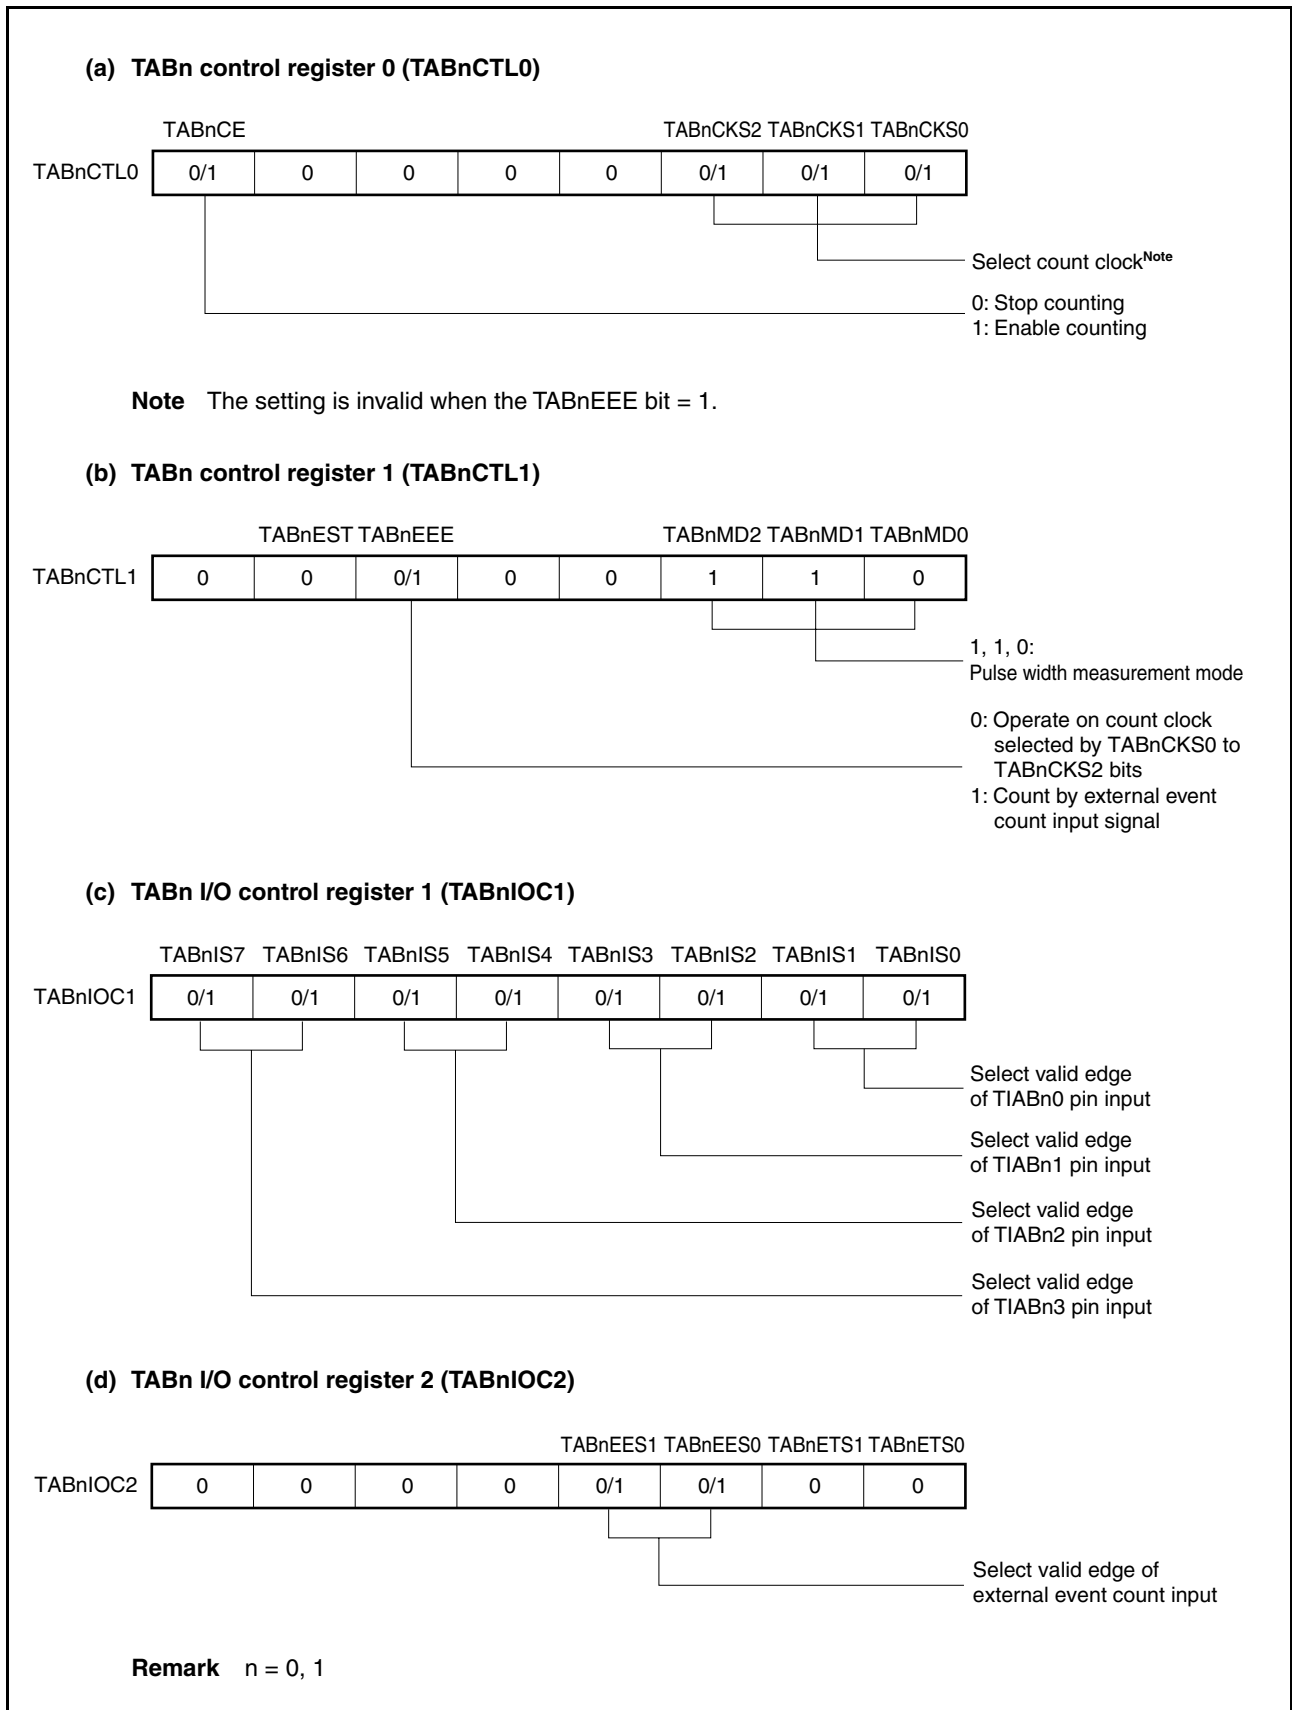 (a) TABn control register 0 (TABnCTL0)
TABnCE TABnCKS2 TABnCKS1 TABnCKS0
TABnCTL0 0/1 0 0 0 0 0/1 0/1 0/1
Select count clockNote
0: Stop counting
1: Enable counting
Note The setting is invalid when the TABnEEE bit = 1.
(b) TABn control register 1 (TABnCTL1)
TABnEST TABnEEE TABnMD2 TABnMD1 TABnMD0
TABnCTL1 0 0 0/1 0 0 1 1 0
1, 1, 0:
Pulse width measurement mode
0: Operate on count clock
selected by TABnCKS0 to
TABnCKS2 bits
1: Count by external event
count input signal
(c) TABn I/O control register 1 (TABnIOC1)
TABnIS7 TABnIS6 TABnIS5 TABnIS4 TABnIS3 TABnIS2 TABnIS1 TABnIS0
TABnIOC1 0/1 0/1 0/1 0/1 0/1 0/1 0/1 0/1
Select valid edge
of TIABn0 pin input
Select valid edge
of TIABn1 pin input
Select valid edge
of TIABn2 pin input
Select valid edge
of TIABn3 pin input
(d) TABn I/O control register 2 (TABnIOC2)
TABnEES1 TABnEES0 TABnETS1 TABnETS0
TABnIOC2 0 0 0 0 0/1 0/1 0 0
Select valid edge of
external event count input
Remark n = 0, 1